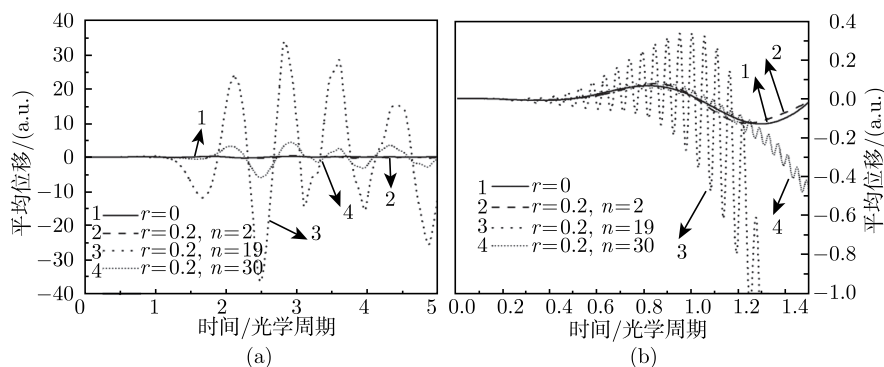 平均位移/(a.u.)
40
30
20
10
0
−10
−20
−30
−40
1
2
3
4
1 r=0
2 r=0.2, n=2
3 r=0.2, n=19
4 r=0.2, n=30
0 1 2 3 4 5
时间/光学周期
(a)
0.4
0.2
0.0
−0.2
−0.4
−0.6
−0.8
−1.0
平均位移/(a.u.)
1
2
3
4
1 r=0
2 r=0.2, n=2
3 r=0.2, n=19
4 r=0.2, n=30
0.0 0.2 0.4 0.6 0.8 1.0 1.2 1.4
时间/光学周期
(b)